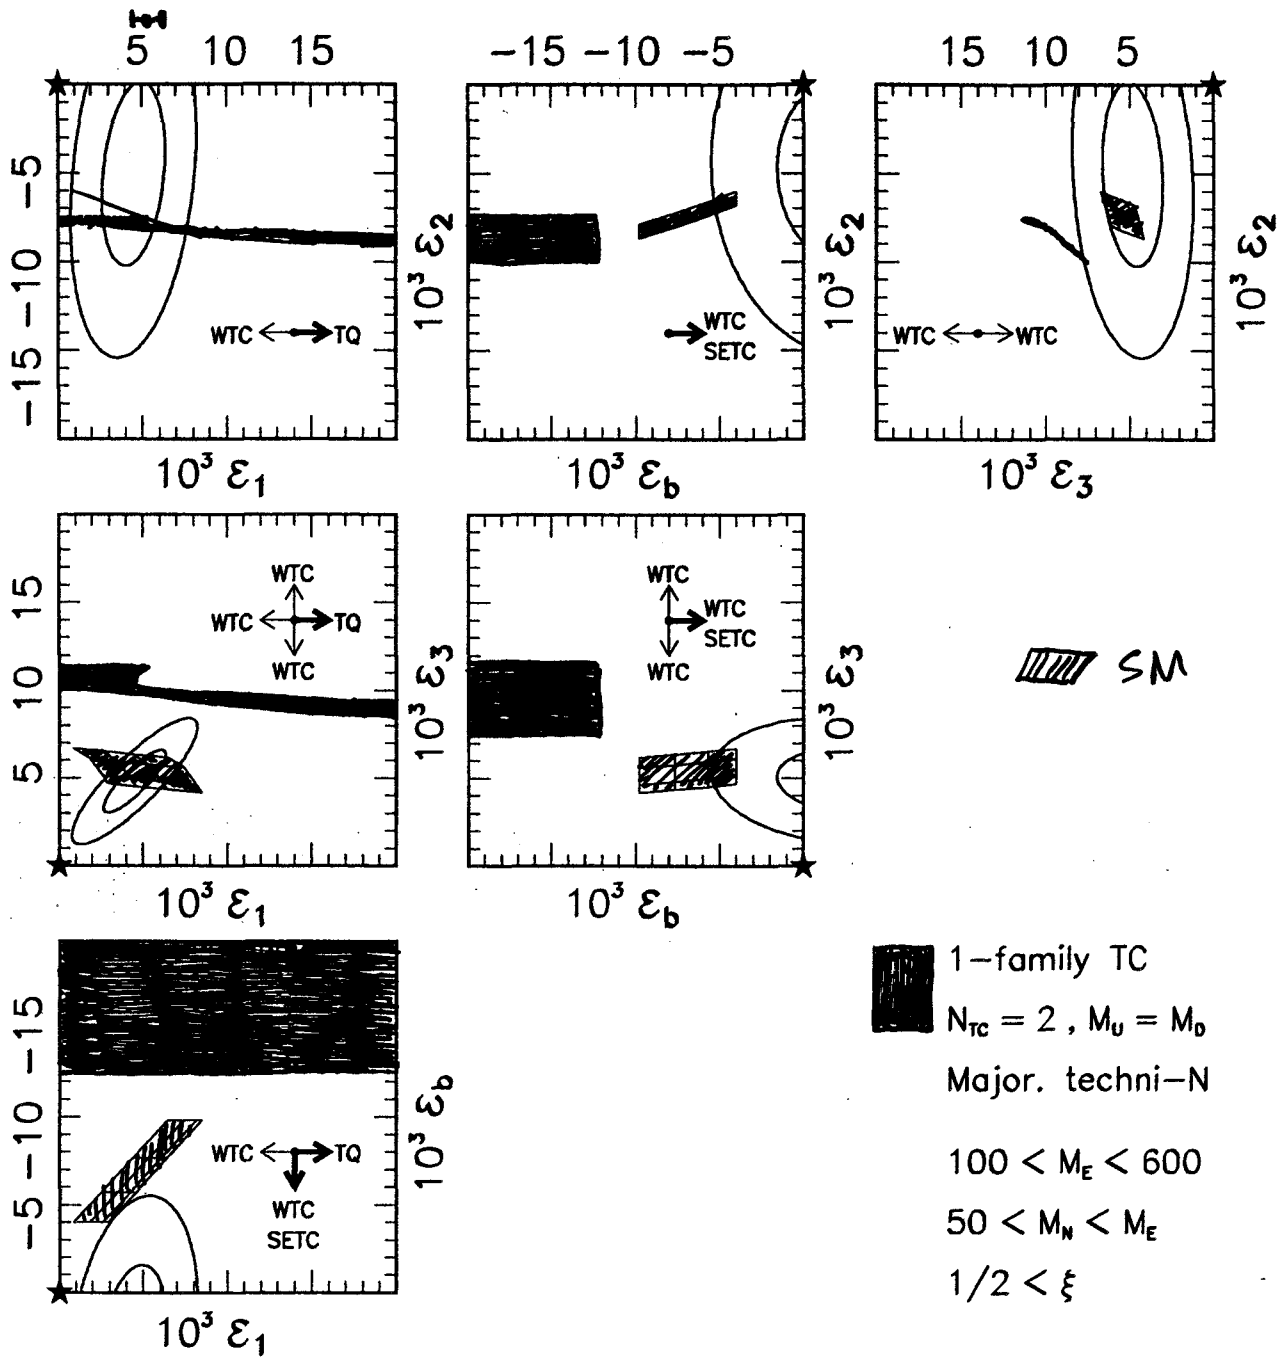 5 10 15
−15 −10 −5
15 10 5
−5
−10
−15
WTC TQ
10³ ε₂
WTC
SETC
10³ ε₂
WTC WTC
10³ ε₂
10³ ε₁
10³ ε_b
10³ ε₃
15
10
5
WTC
WTC TQ
WTC
10³ ε₃
WTC
WTC
SETC
WTC
10³ ε₃
SM
10³ ε₁
10³ ε_b
−15
−10
−5
WTC TQ
WTC
SETC
10³ ε_b
10³ ε₁
1−family TC
N_TC = 2 , M_U = M_D
Major. techni−N
100 < M_E < 600
50 < M_N < M_E
1/2 < ξ